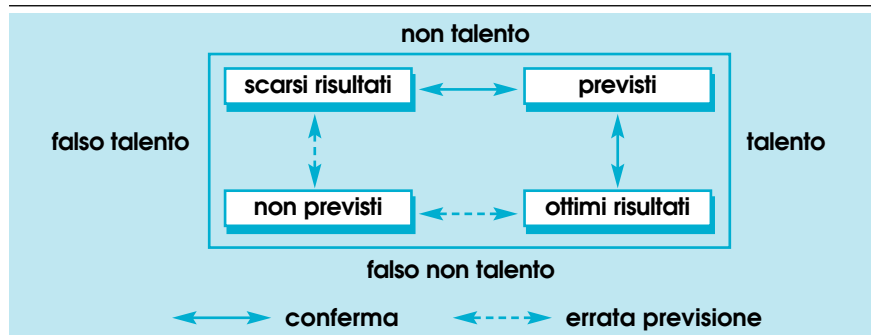 non talento
scarsi risultati previsti
falso talento talento
non previsti ottimi risultati
falso non talento
conferma errata previsione